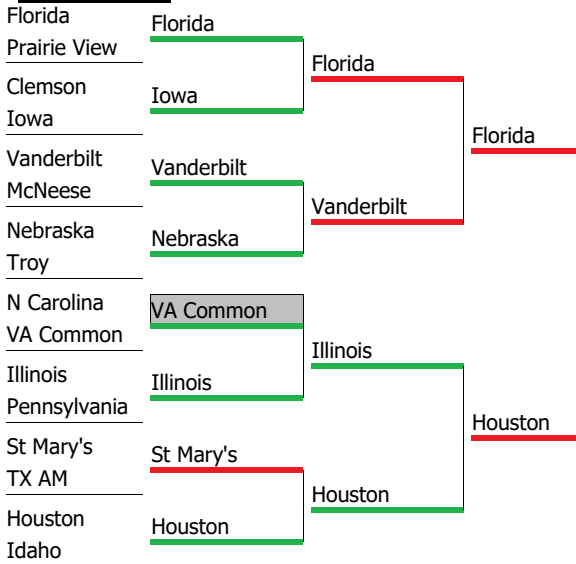 Florida
Prairie View
Clemson
Iowa
Vanderbilt
McNeese
Nebraska
Troy
N Carolina
VA Common
Illinois
Pennsylvania
St Mary's
TX AM
Houston
Idaho
Florida
Iowa
Vanderbilt
Nebraska
VA Common
Illinois
St Mary's
Houston
Florida
Vanderbilt
Illinois
Houston
Florida
Houston